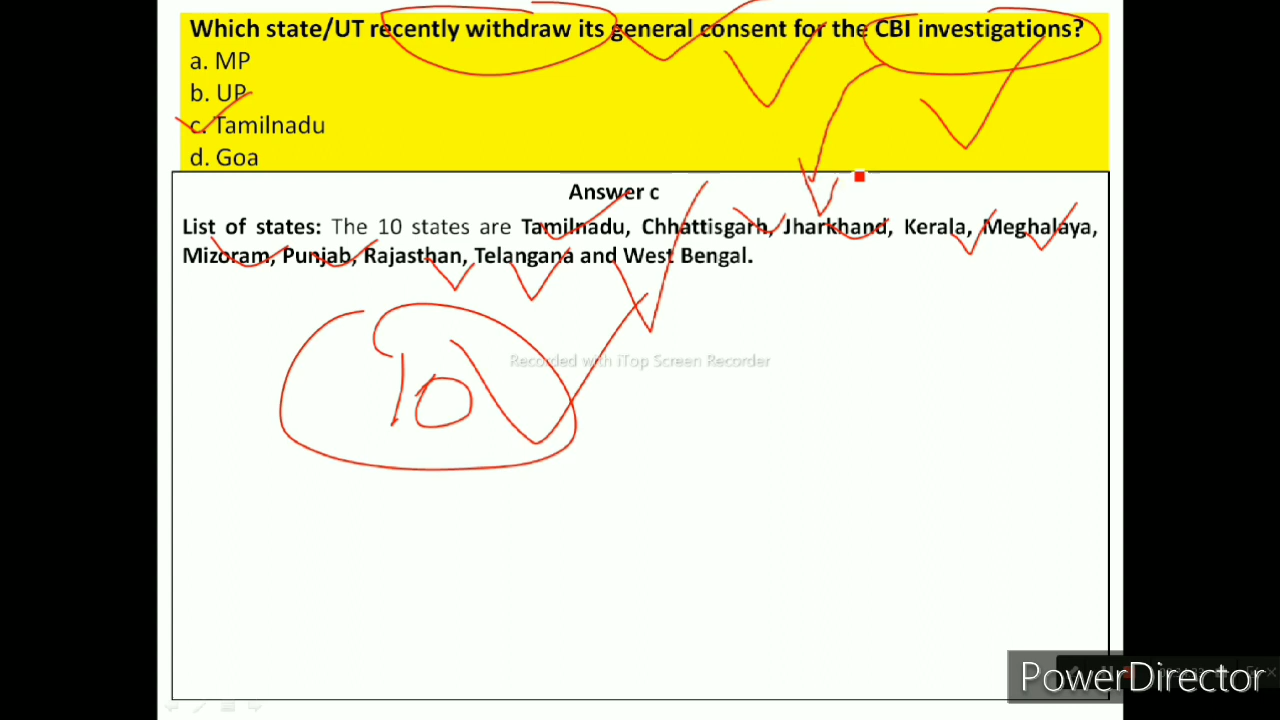 Which state/UT recently withdraw its general consent for the CBI investigations?
a. MP
b. UP
c. Tamilnadu
d. Goa
Answer c
List of states: The 10 states are Tamilnadu, Chhattisgarh, Jharkhand, Kerala, Meghalaya,
Mizoram, Punjab, Rajasthan, Telangana and West Bengal.
10
Recorded with iTop Screen Recorder
PowerDirector